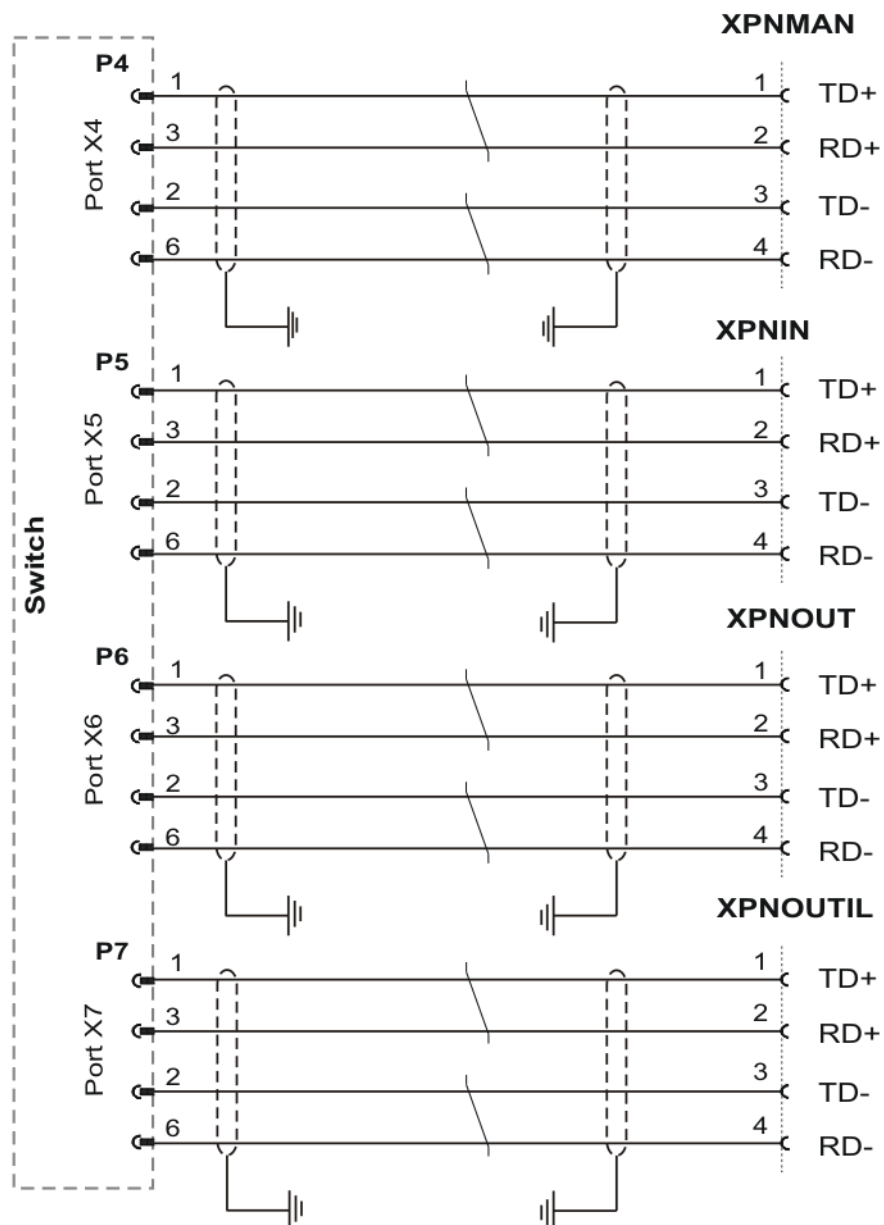 XPNMAN
P4
1 1 TD+
3 2 RD+
Port X4
2 3 TD-
6 4 RD-
XPNIN
P5
1 1 TD+
3 2 RD+
Port X5
2 3 TD-
6 4 RD-
Switch
XPNOUT
P6
1 1 TD+
3 2 RD+
Port X6
2 3 TD-
6 4 RD-
XPNOUTIL
P7
1 1 TD+
3 2 RD+
Port X7
2 3 TD-
6 4 RD-